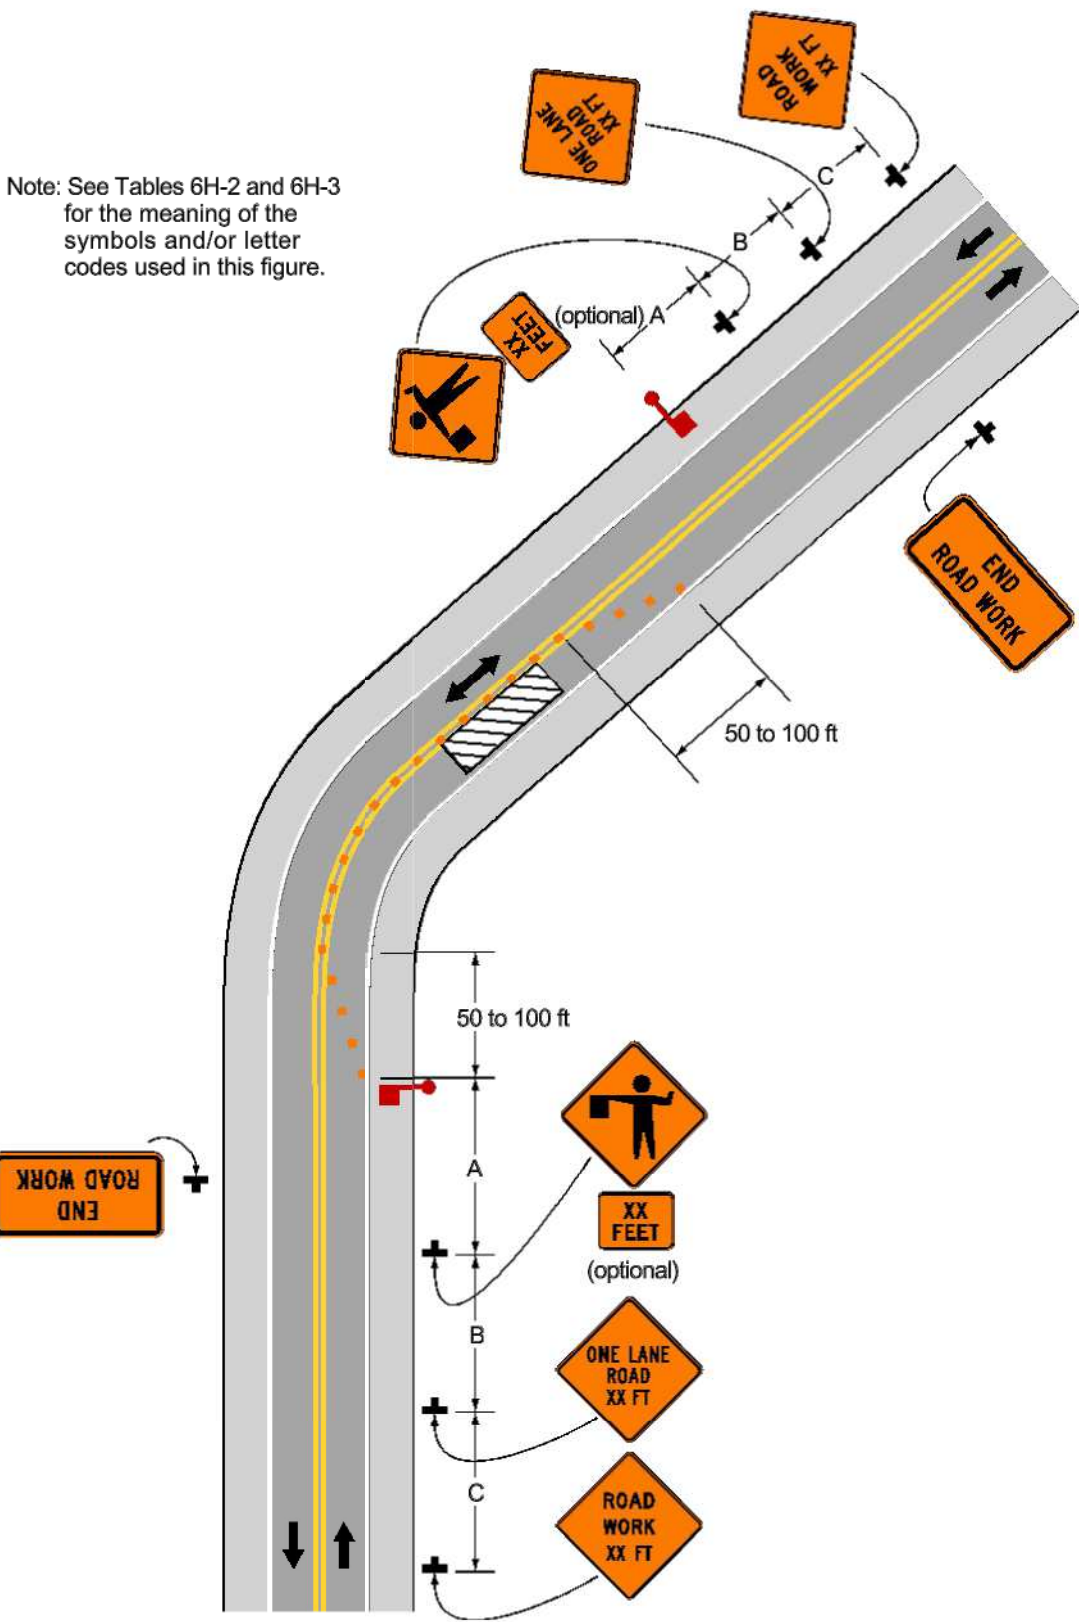 ROAD
WORK
XX FT
ONE LANE
ROAD
XX FT
C
Note: See Tables 6H-2 and 6H-3
for the meaning of the
symbols and/or letter
codes used in this figure.
B
XX
FEET
(optional) A
END
ROAD WORK
50 to 100 ft
50 to 100 ft
END
ROAD WORK
A
XX
FEET
(optional)
B
ONE LANE
ROAD
XX FT
C
ROAD
WORK
XX FT